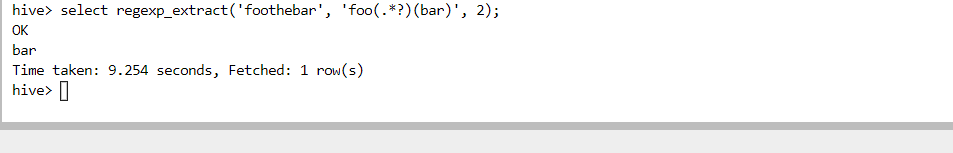 hive> select regexp_extract('foothebar', 'foo(.*?)(bar)', 2);
OK
bar
Time taken: 9.254 seconds, Fetched: 1 row(s)
hive>